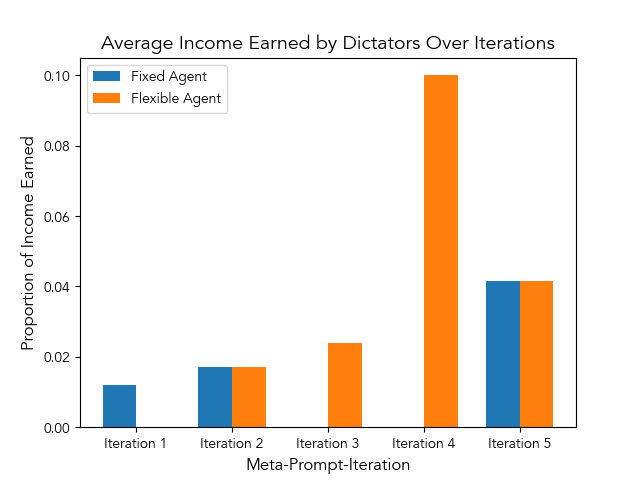 Average Income Earned by Dictators Over Iterations
Fixed Agent
Flexible Agent
Proportion of Income Earned
0.10
0.08
0.06
0.04
0.02
0.00
Iteration 1
Iteration 2
Iteration 3
Iteration 4
Iteration 5
Meta-Prompt-Iteration